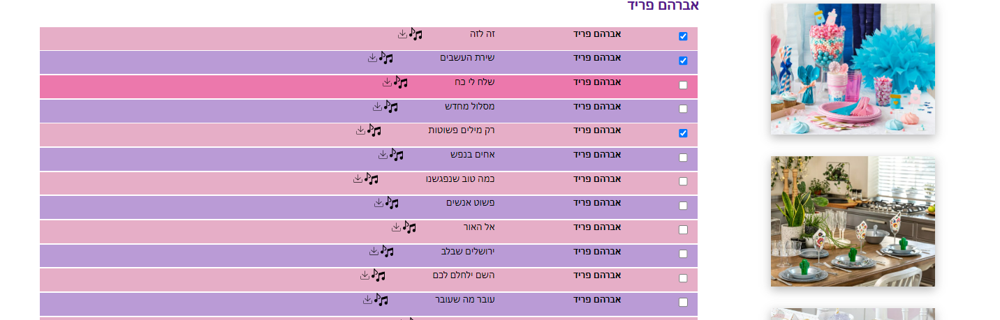 אברהם פריד
אברהם פריד זה לזה
אברהם פריד שירת העשבים
אברהם פריד שלח לי כח
אברהם פריד מסלול מחדש
אברהם פריד רק מילים פשוטות
אברהם פריד אחים בנפש
אברהם פריד כמה טוב שנפגשנו
אברהם פריד פשוט אנשים
אברהם פריד אל האור
אברהם פריד ירושלים שבלב
אברהם פריד השם ילחלם לכם
אברהם פריד עובר מה שעובר